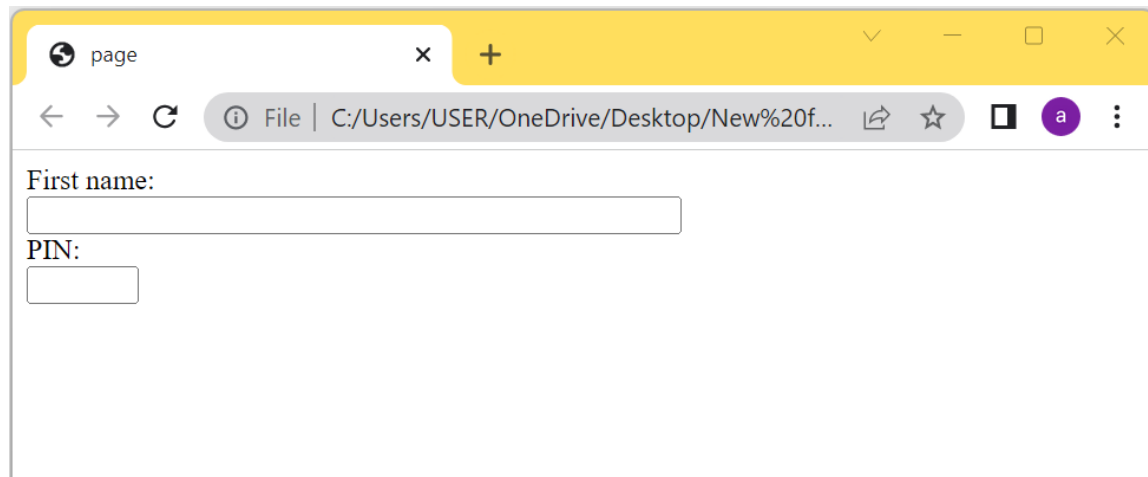 page
File | C:/Users/USER/OneDrive/Desktop/New%20f... a
First name:
PIN: